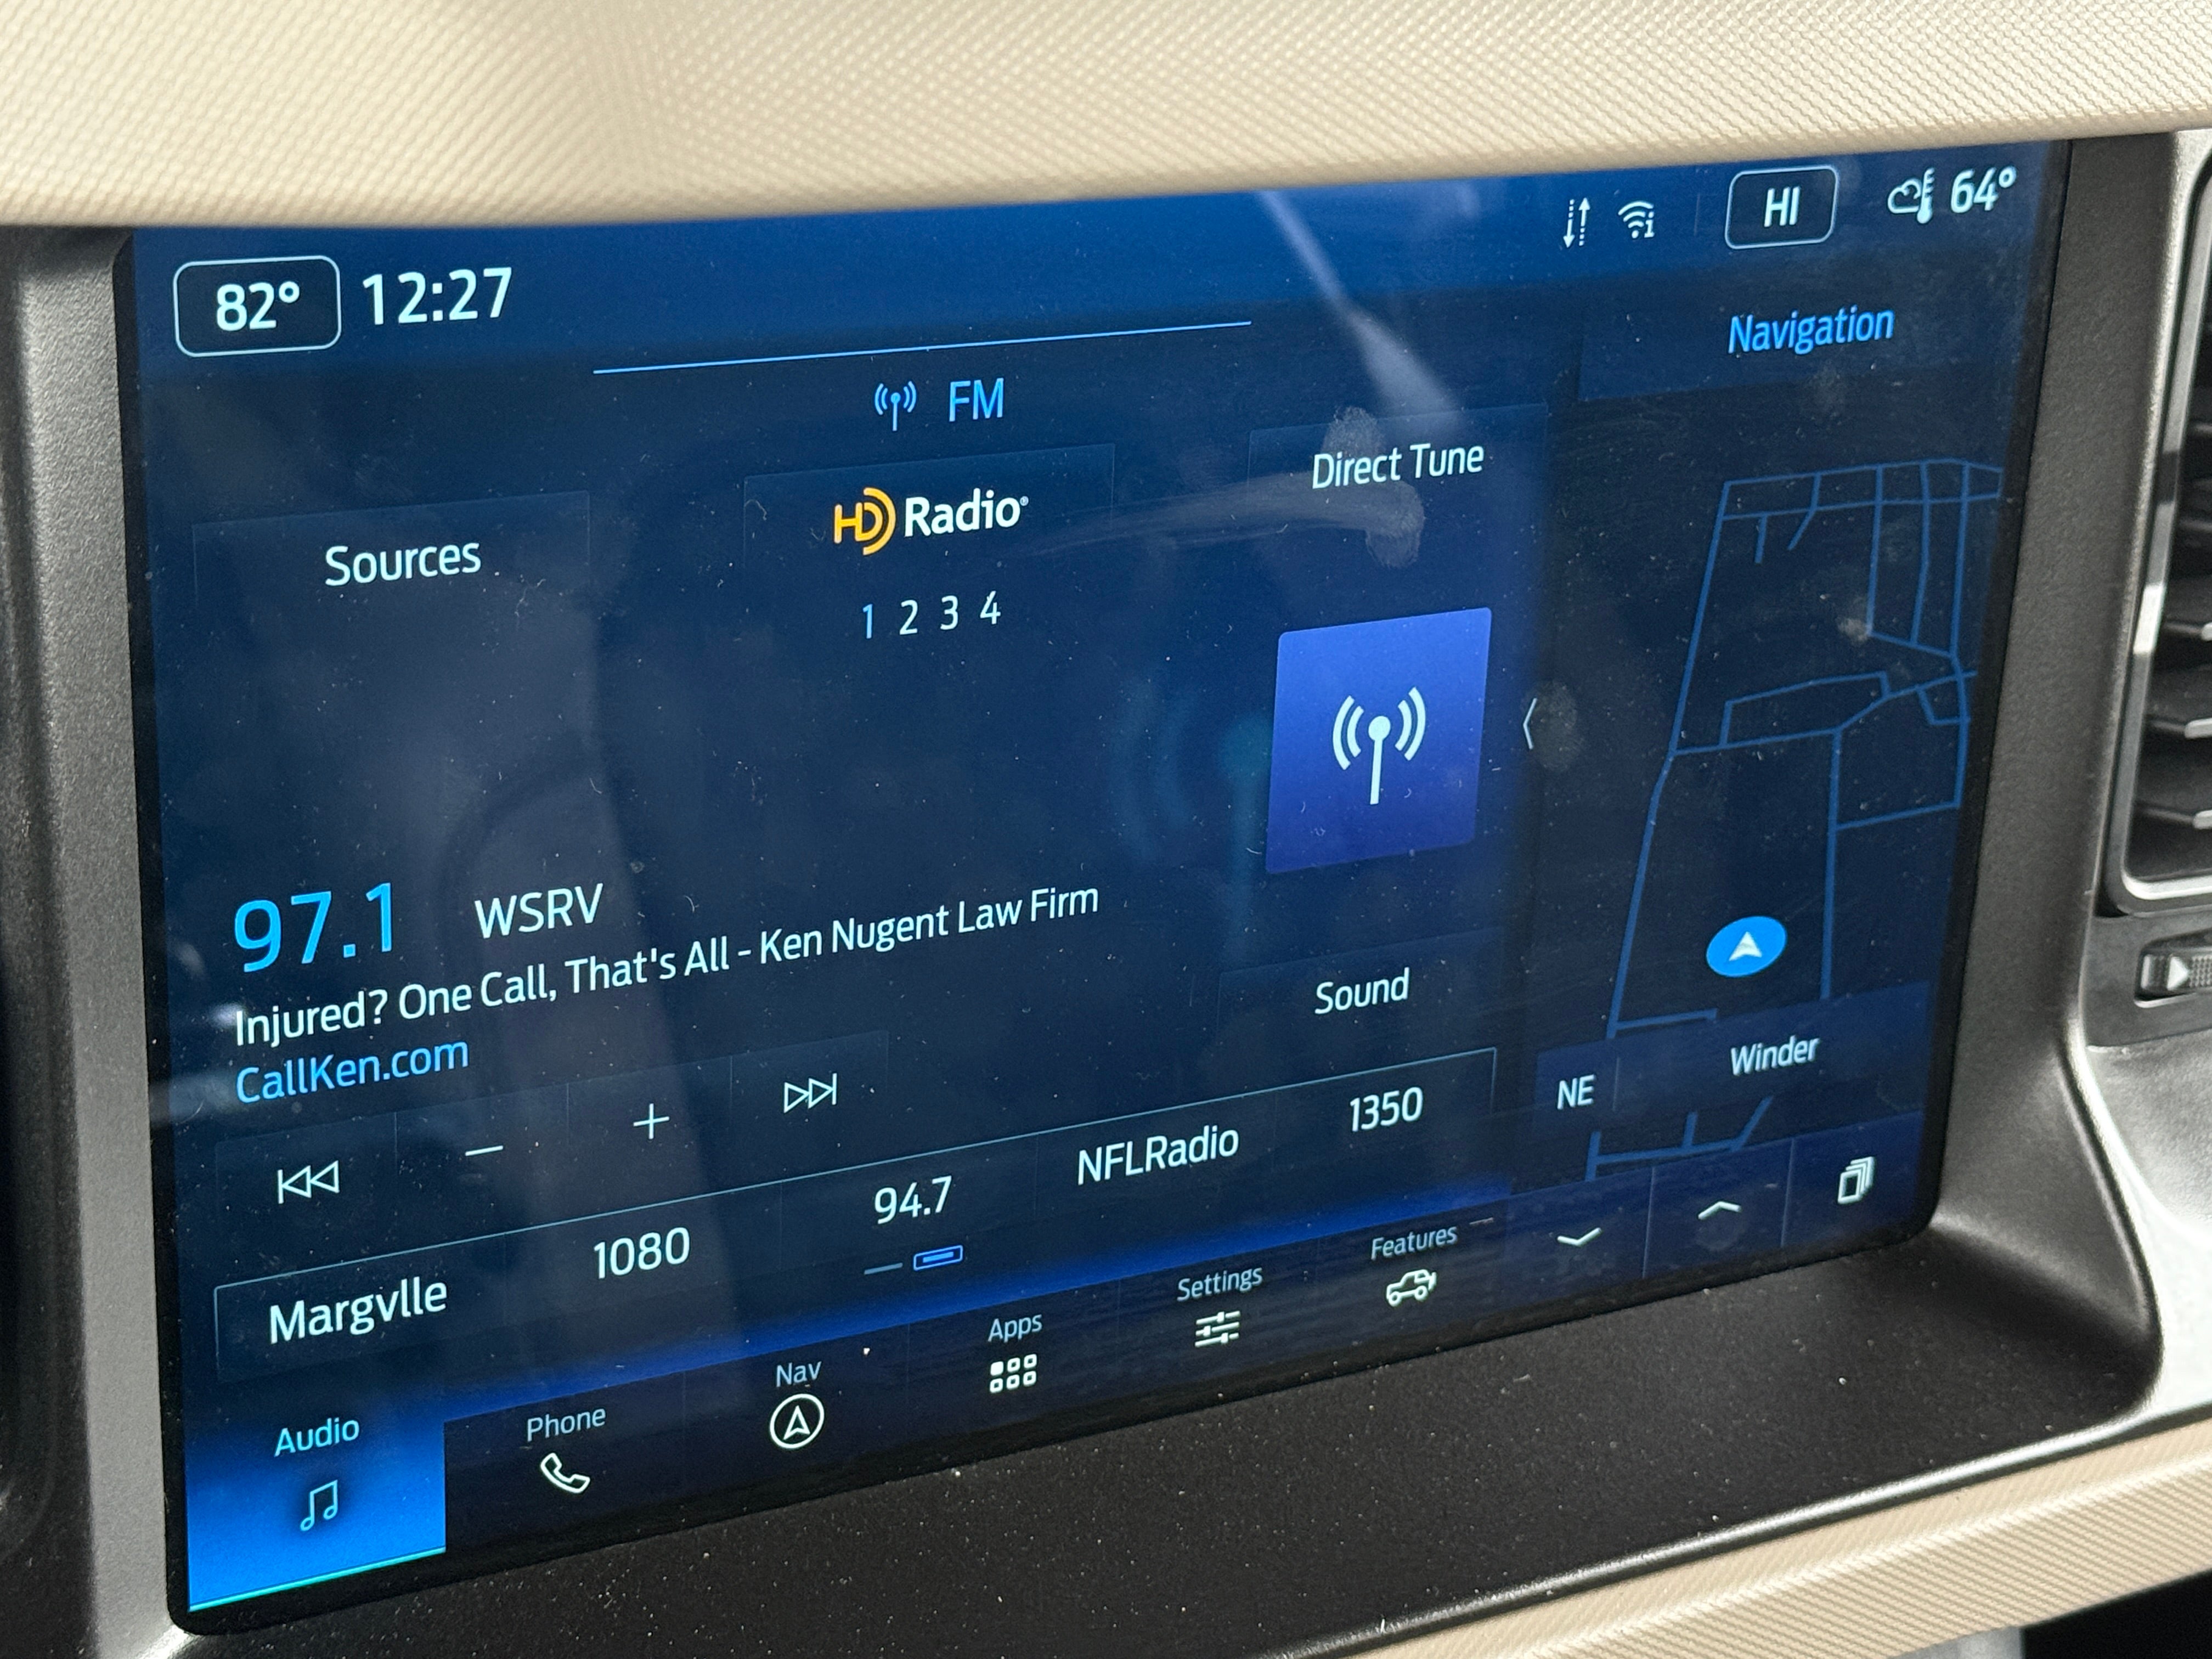 82° 12:27 HI 64°
FM
Navigation
Sources
HD Radio®
Direct Tune
1 2 3 4
97.1 WSRV
Injured? One Call, That's All - Ken Nugent Law Firm
CallKen.com
Sound
NE Winder
Margvlle 1080 94.7 NFLRadio 1350
Audio Phone Nav Apps Settings Features